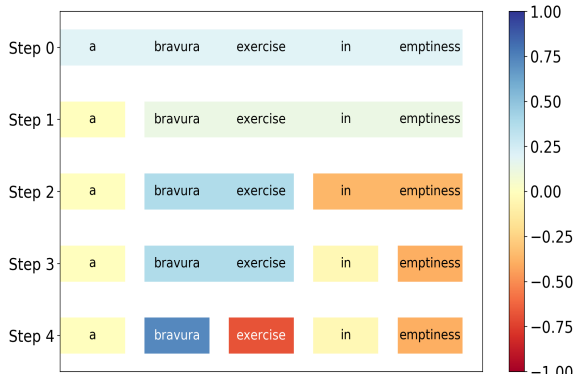 Step 0 a bravura exercise in emptiness
Step 1 a bravura exercise in emptiness
Step 2 a bravura exercise in emptiness
Step 3 a bravura exercise in emptiness
Step 4 a bravura exercise in emptiness
1.00
0.75
0.50
0.25
0.00
−0.25
−0.50
−0.75
−1.00